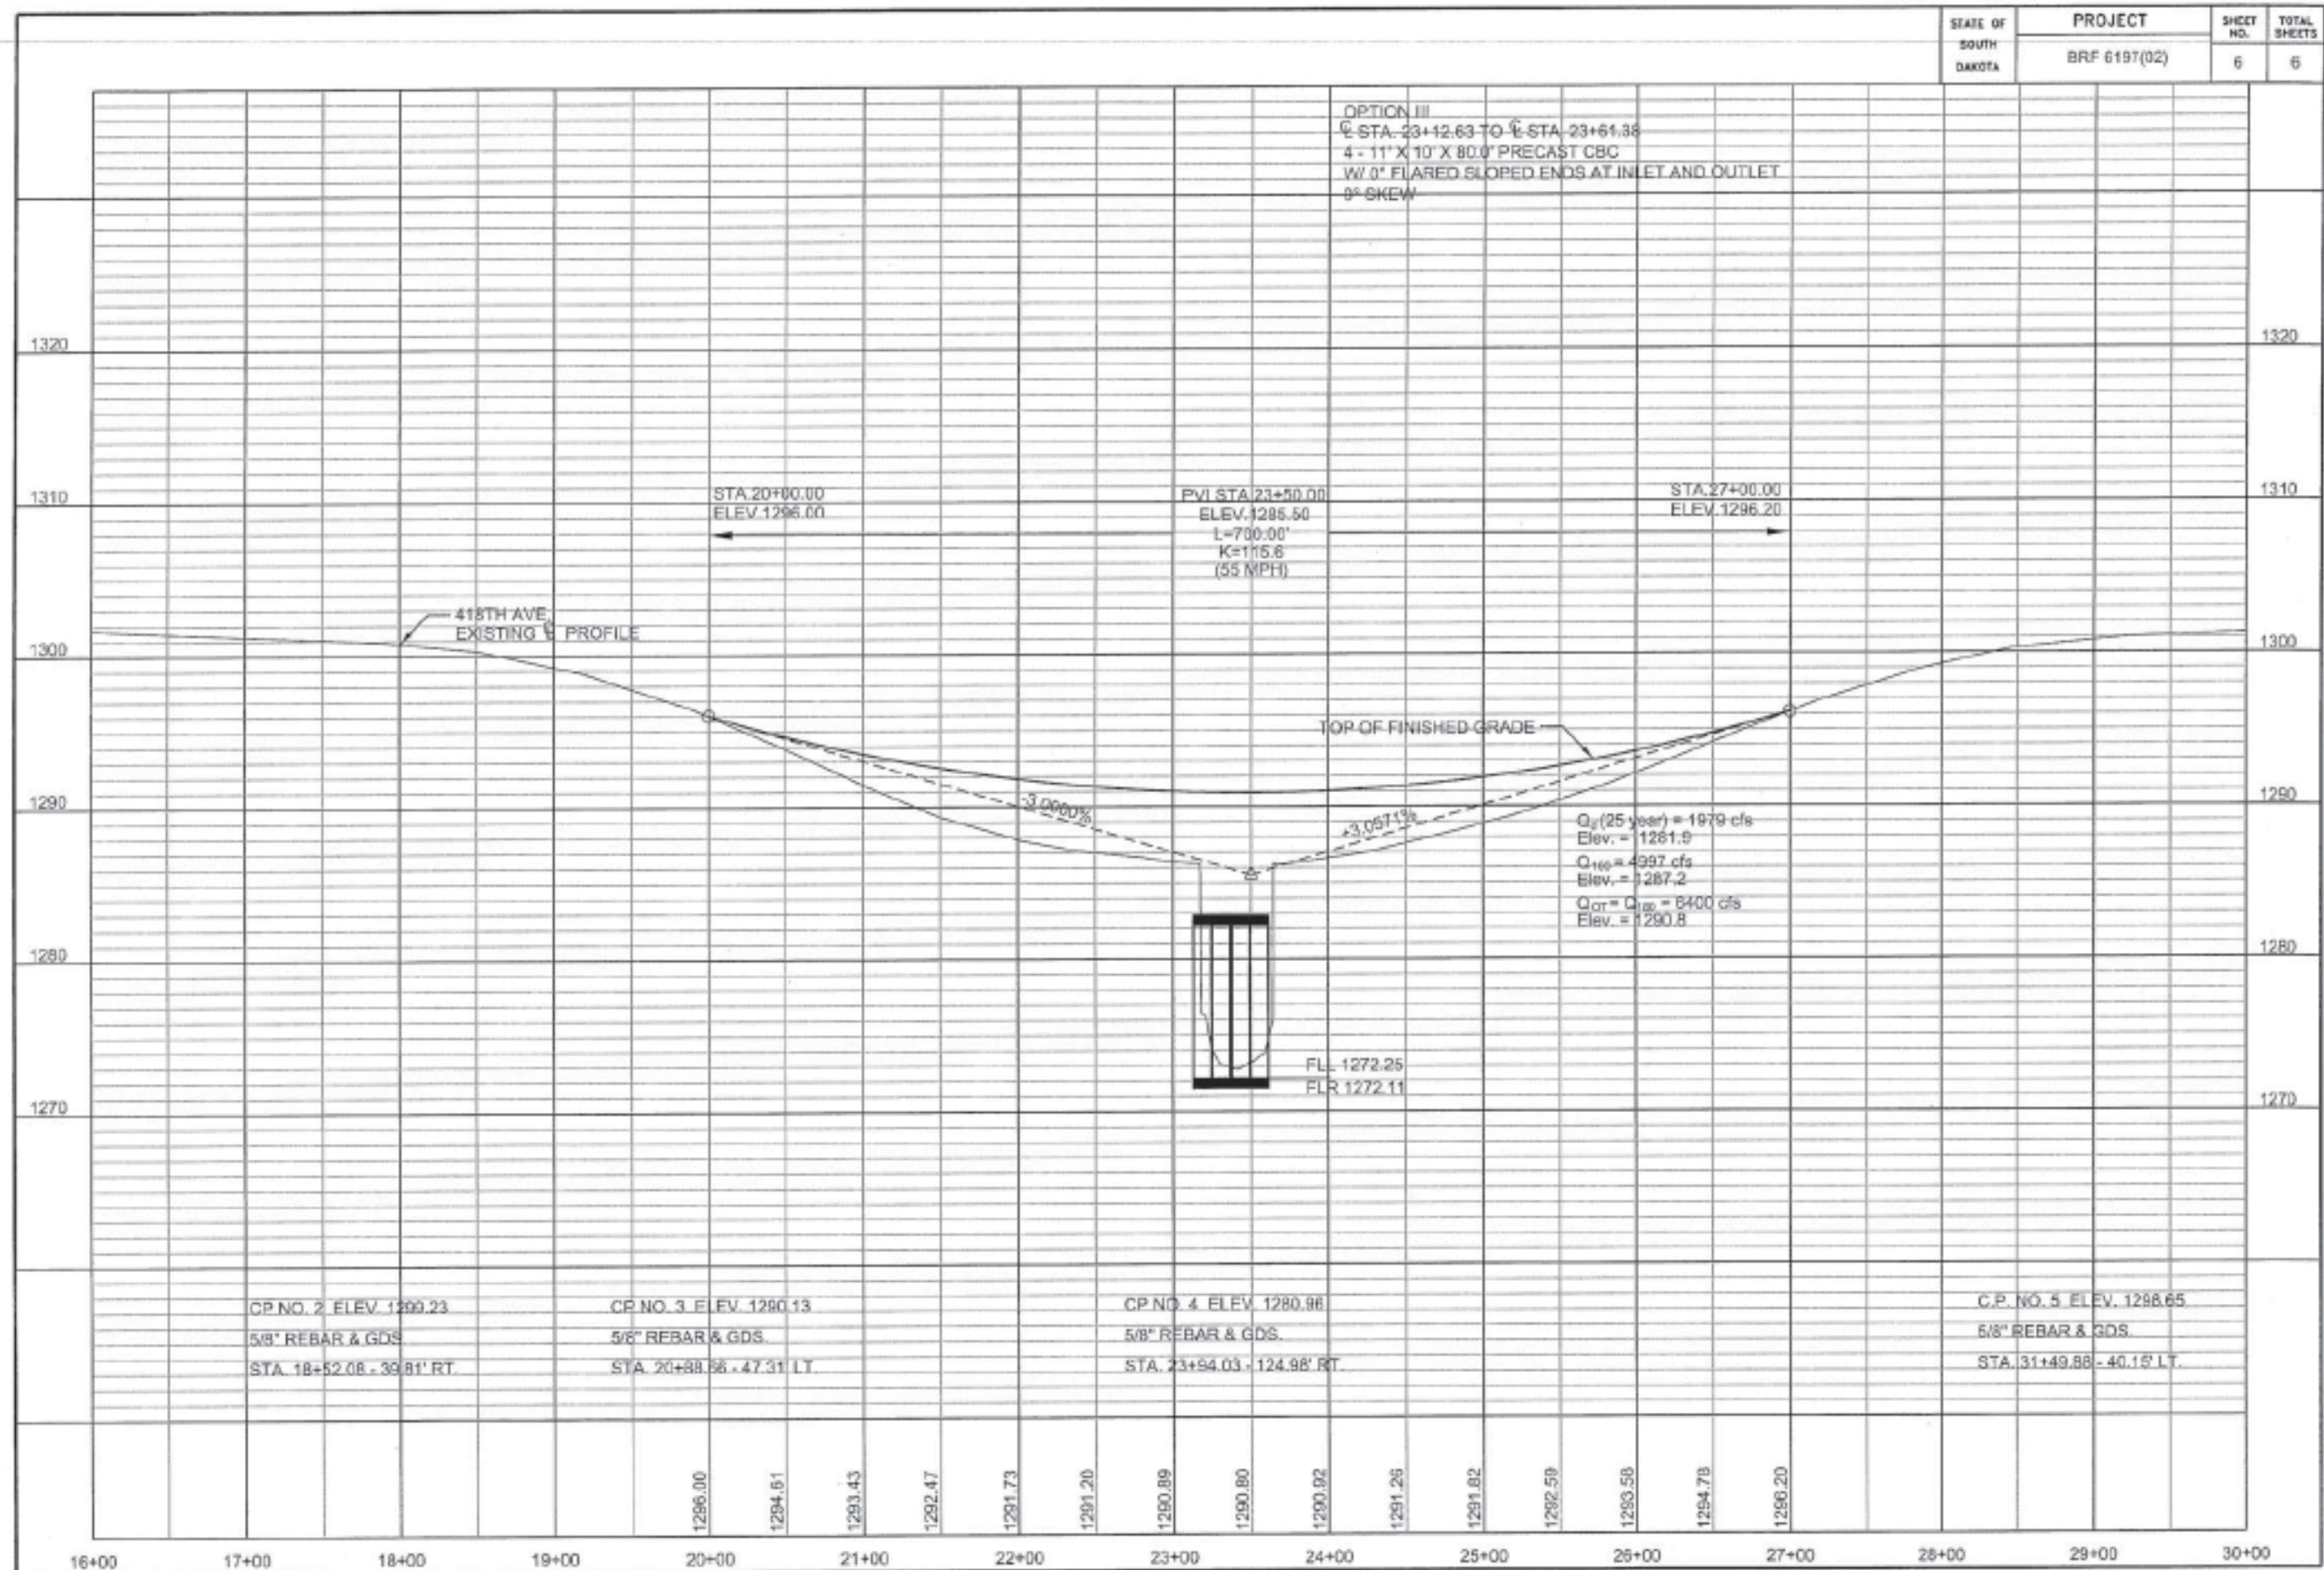 STATE OF
SOUTH
DAKOTA
PROJECT
BRF 6197(02)
SHEET
NO.
6
TOTAL
SHEETS
6
OPTION III
℄ STA. 23+12.63 TO ℄ STA. 23+61.38
4 - 11' X 10' X 80.0' PRECAST CBC
W/ 0° FLARED SLOPED ENDS AT INLET AND OUTLET
0° SKEW
1320
1320
1310
1310
1300
1300
1290
1290
1280
1280
1270
1270
STA.20+00.00
ELEV.1296.00
PVI STA.23+50.00
ELEV.1285.50
L=700.00'
K=115.6
(55 MPH)
STA.27+00.00
ELEV.1296.20
418TH AVE
EXISTING ℄ PROFILE
TOP OF FINISHED GRADE
-3.0000%
+3.0571%
Q₂(25 year) = 1979 cfs
Elev. = 1281.9
Q₁₀₀ = 4997 cfs
Elev. = 1287.2
Elev. = 1290.8
FLL 1272.25
FLR 1272.11
CP NO. 2 ELEV. 1299.23
5/8" REBAR & GDS
STA. 18+52.08 - 39.81' RT.
CP NO. 3 ELEV. 1290.13
5/8" REBAR & GDS.
STA. 20+88.66 - 47.31' LT.
CP NO. 4 ELEV. 1280.96
5/8" REBAR & GDS.
STA. 23+94.03 - 124.98' RT.
C.P. NO. 5 ELEV. 1298.65
5/8" REBAR & GDS.
STA. 31+49.88 - 40.15' LT.
1296.00
1294.61
1293.43
1292.47
1291.73
1291.20
1290.89
1290.80
1290.92
1291.26
1291.82
1292.59
1293.58
1294.78
1296.20
16+00
17+00
18+00
19+00
20+00
21+00
22+00
23+00
24+00
25+00
26+00
27+00
28+00
29+00
30+00